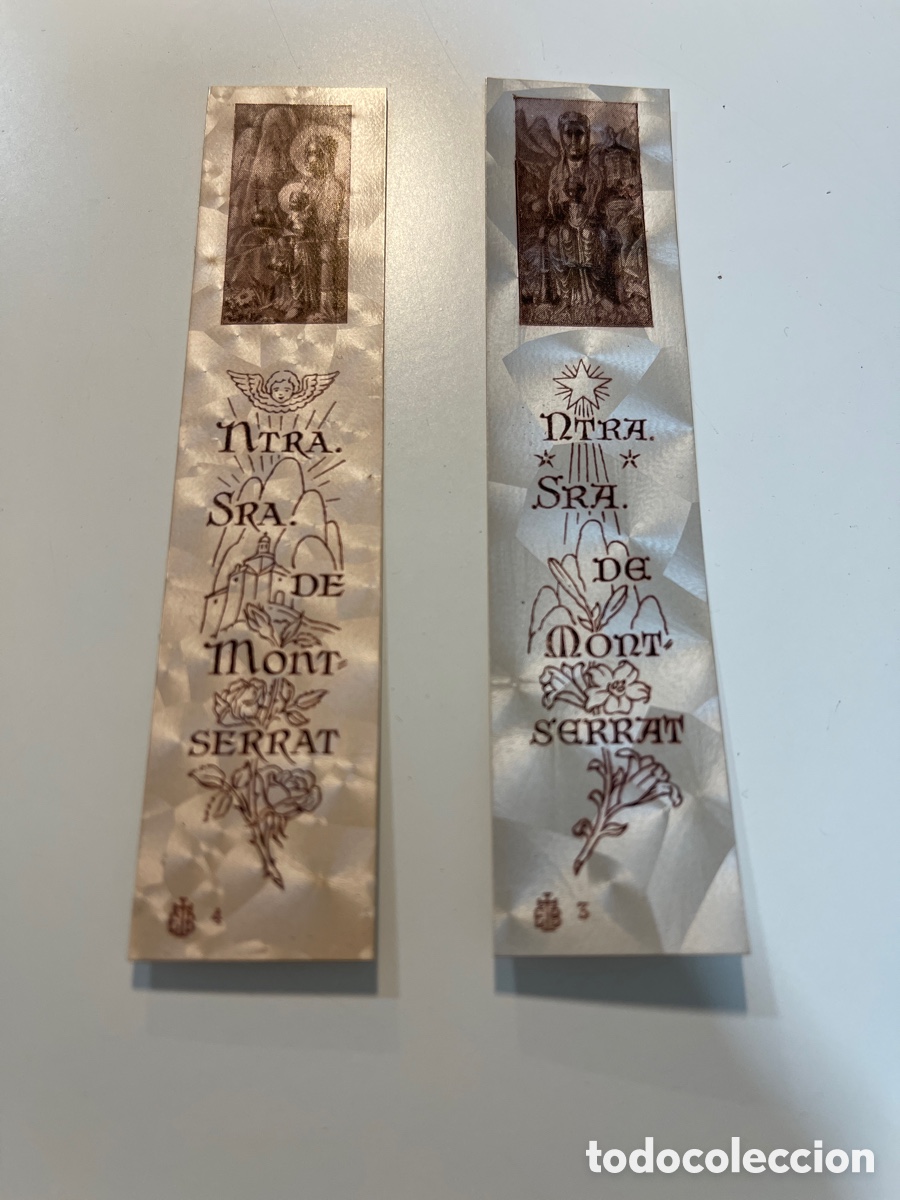 NTRA.
SRA.
DE
MONT-
SERRAT
4
NTRA.
SRA.
DE
MONT-
SERRAT
3
todocoleccion